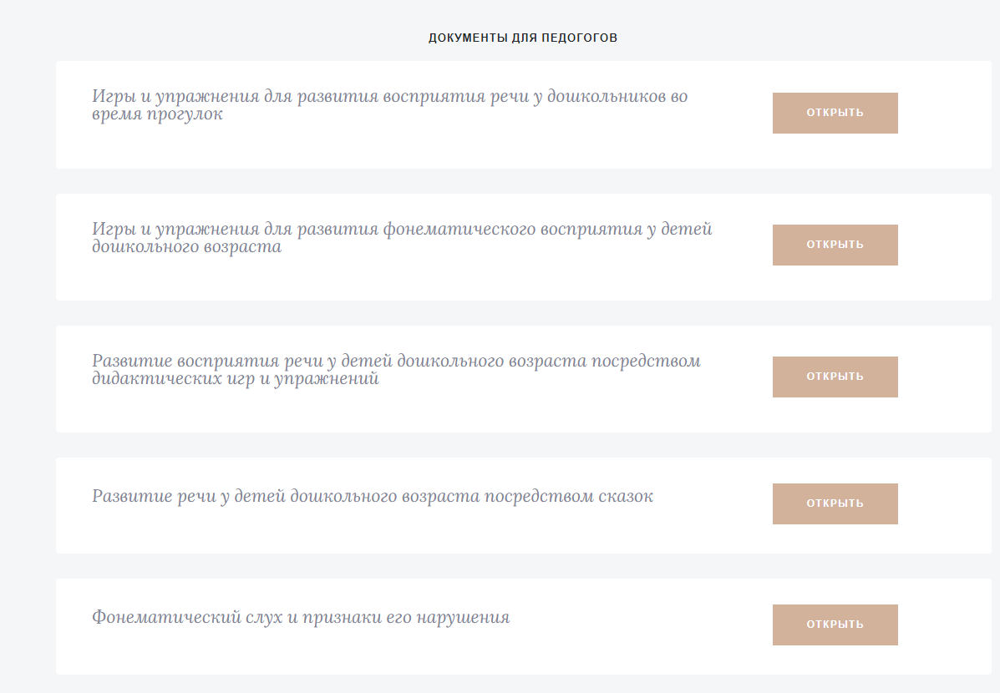 ДОКУМЕНТЫ ДЛЯ ПЕДОГОГОВ
Игры и упражнения для развития восприятия речи у дошкольников во
время прогулок
ОТКРЫТЬ
Игры и упражнения для развития фонематического восприятия у детей
дошкольного возраста
ОТКРЫТЬ
Развитие восприятия речи у детей дошкольного возраста посредством
дидактических игр и упражнений
ОТКРЫТЬ
Развитие речи у детей дошкольного возраста посредством сказок
ОТКРЫТЬ
Фонематический слух и признаки его нарушения
ОТКРЫТЬ